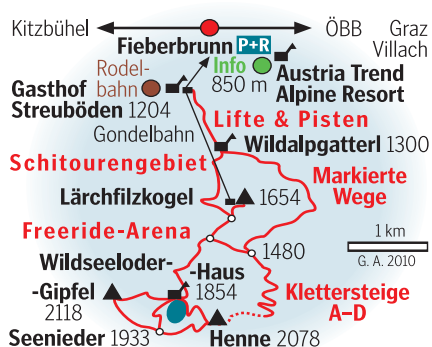 Kitzbühel ÖBB Graz
Villach
Fieberbrunn P+R
Rodel-
bahn
Info
850 m
Austria Trend
Alpine Resort
Gasthof
Streuböden 1204
Gondelbahn
Lifte & Pisten
Wildalpgatterl 1300
Schitourengebiet
Markierte
Wege
Lärchfilzkogel 1654
Freeride-Arena
1480
1 km
G. A. 2010
Wildseeloder-
-Haus
1854
-Gipfel
2118
Klettersteige
A–D
Seenieder 1933
Henne 2078